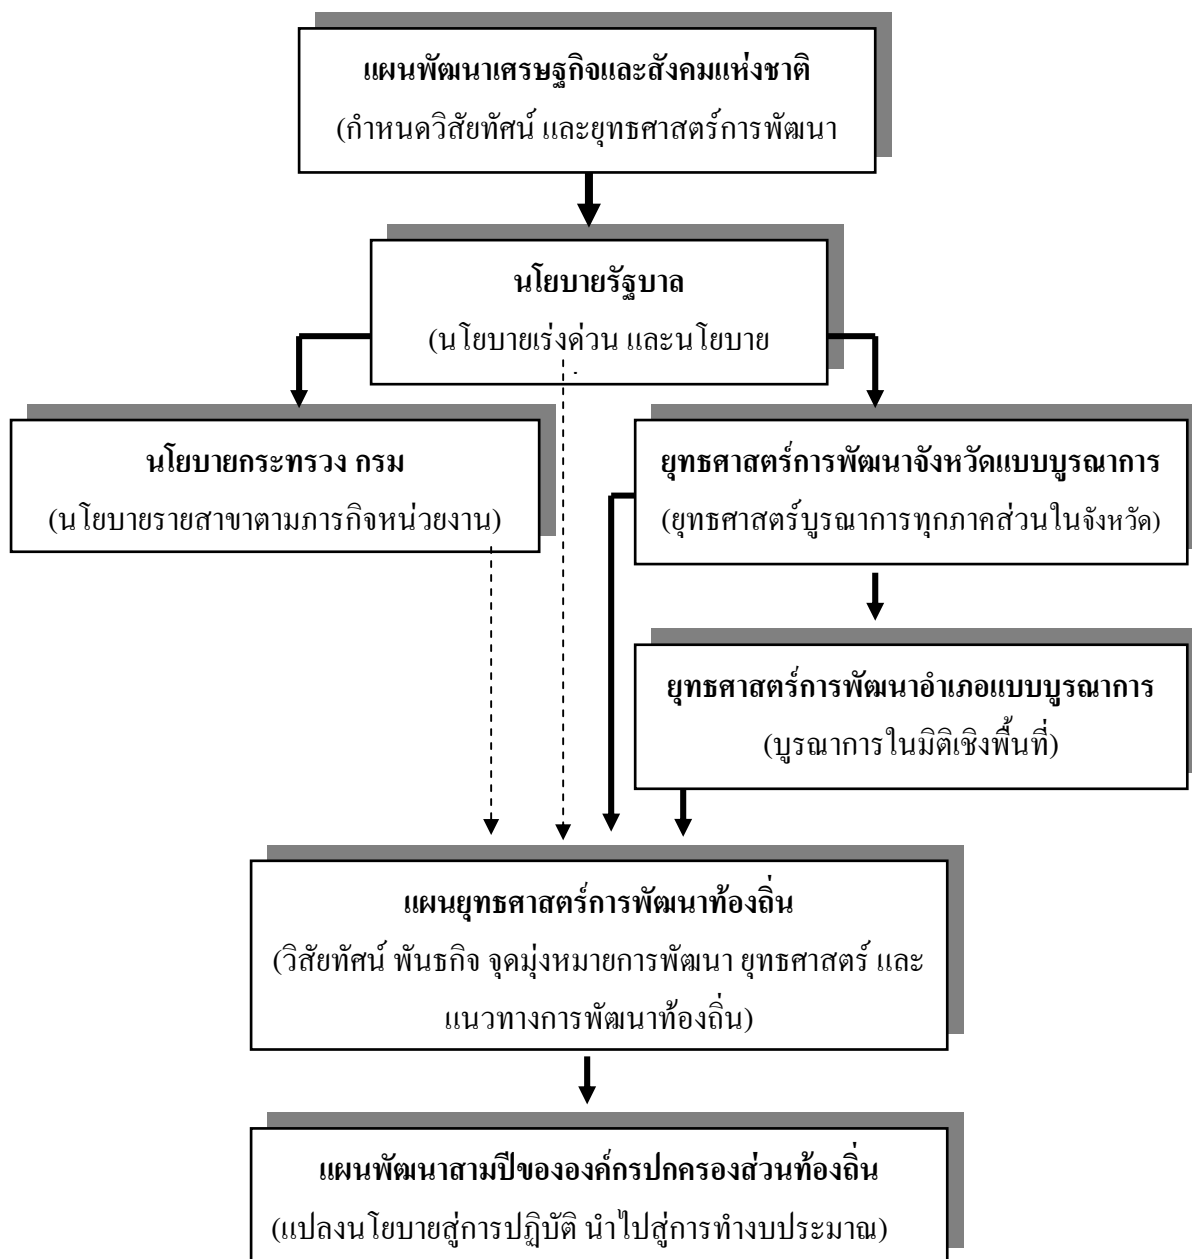 แผนพัฒนาเศรษฐกิจและสังคมแห่งชาติ
(กำหนดวิสัยทัศน์ และยุทธศาสตร์การพัฒนา
นโยบายรัฐบาล
(นโยบายเร่งด่วน และนโยบาย
นโยบายกระทรวง กรม
(นโยบายรายสาขาตามภารกิจหน่วยงาน)
ยุทธศาสตร์การพัฒนาจังหวัดแบบบูรณาการ
(ยุทธศาสตร์บูรณาการทุกภาคส่วนในจังหวัด)
ยุทธศาสตร์การพัฒนาอำเภอแบบบูรณาการ
(บูรณาการในมิติเชิงพื้นที่)
แผนยุทธศาสตร์การพัฒนาท้องถิ่น
(วิสัยทัศน์ พันธกิจ จุดมุ่งหมายการพัฒนา ยุทธศาสตร์ และ
แนวทางการพัฒนาท้องถิ่น)
แผนพัฒนาสามปีขององค์กรปกครองส่วนท้องถิ่น
(แปลงนโยบายสู่การปฏิบัติ นำไปสู่การทำงบประมาณ)